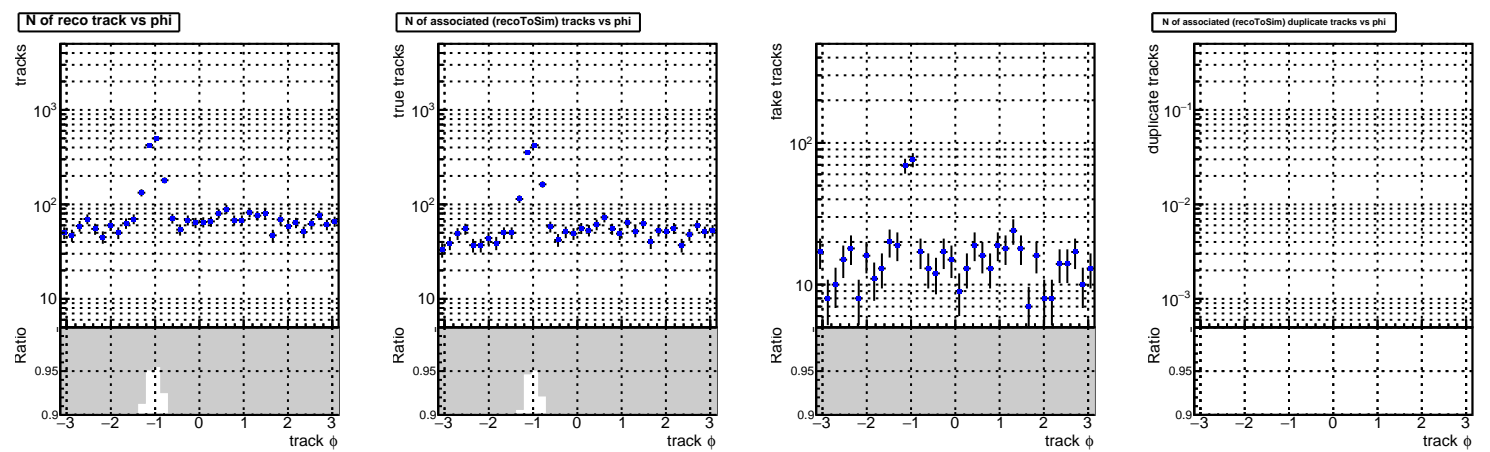 N of reco track vs phi
tracks
10³
10²
10
Ratio
0.95
0.9
−3 −2 −1 0 1 2 3
track ϕ
N of associated (recoToSim) tracks vs phi
true tracks
10³
10²
10
Ratio
0.95
0.9
−3 −2 −1 0 1 2 3
track ϕ
fake tracks
10²
10
Ratio
0.95
0.9
−3 −2 −1 0 1 2 3
track ϕ
N of associated (recoToSim) duplicate tracks vs phi
duplicate tracks
10⁻¹
10⁻²
10⁻³
Ratio
0.95
0.9
−3 −2 −1 0 1 2 3
track ϕ